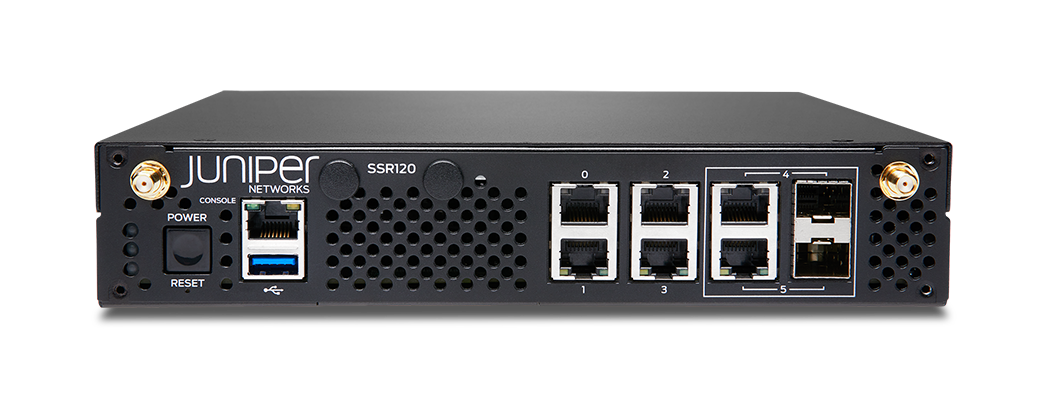 JUNIPER
NETWORKS
SSR120
CONSOLE
POWER
RESET
0 2 4
1 3 5